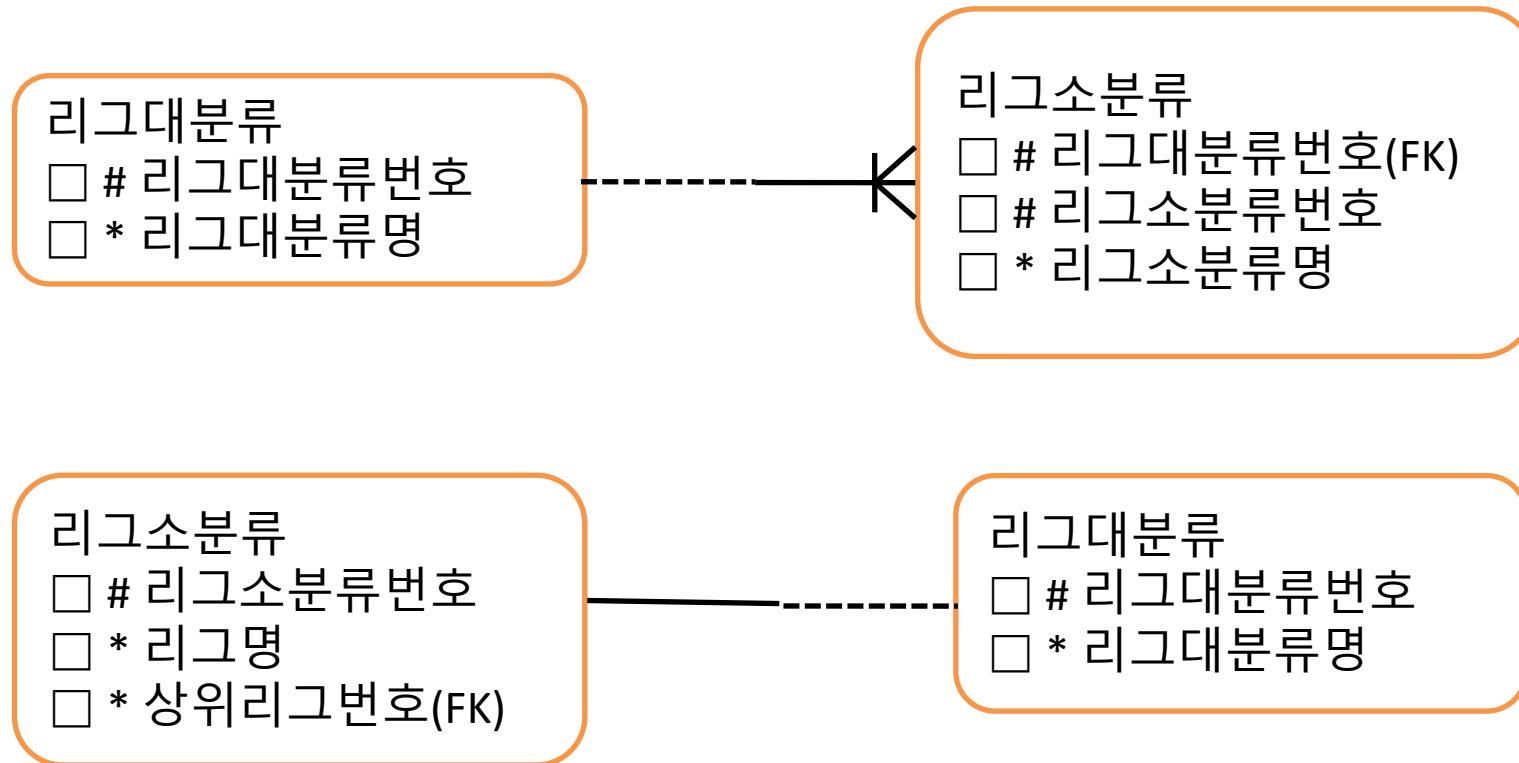 리그대분류
□ # 리그대분류번호
□ * 리그대분류명
리그소분류
□ # 리그대분류번호(FK)
□ # 리그소분류번호
□ * 리그소분류명
리그소분류
□ # 리그소분류번호
□ * 리그명
□ * 상위리그번호(FK)
리그대분류
□ # 리그대분류번호
□ * 리그대분류명